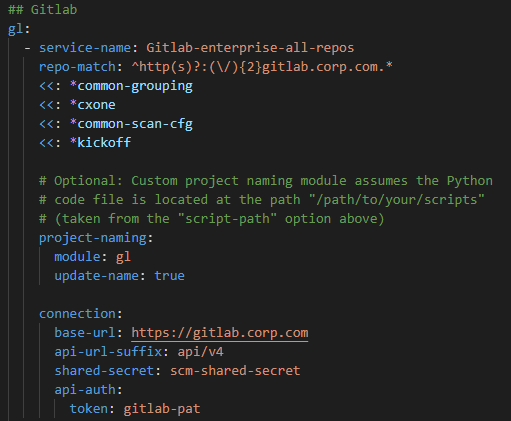 ## Gitlab
gl:
- service-name: Gitlab-enterprise-all-repos
repo-match: ^http(s)?:(\/){2}gitlab.corp.com.*
<<: *common-grouping
<<: *cxone
<<: *common-scan-cfg
<<: *kickoff
# Optional: Custom project naming module assumes the Python
# code file is located at the path "/path/to/your/scripts"
# (taken from the "script-path" option above)
project-naming:
module: gl
update-name: true
connection:
base-url: https://gitlab.corp.com
api-url-suffix: api/v4
shared-secret: scm-shared-secret
api-auth:
token: gitlab-pat